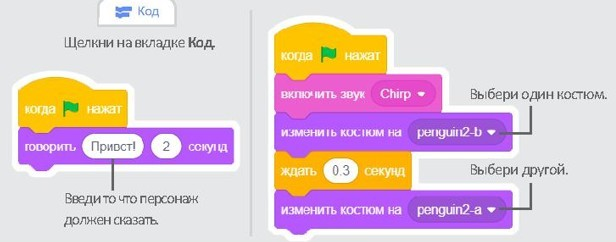 Код
Щелкни на вкладке Код.
когда нажат
говорить Привет! 2 секунд
Введи то что персонаж
должен сказать.
когда нажат
включить звук Chirp
изменить костюм на penguin2-b
ждать 0.3 секунд
изменить костюм на penguin2-a
Выбери один костюм.
Выбери другой.